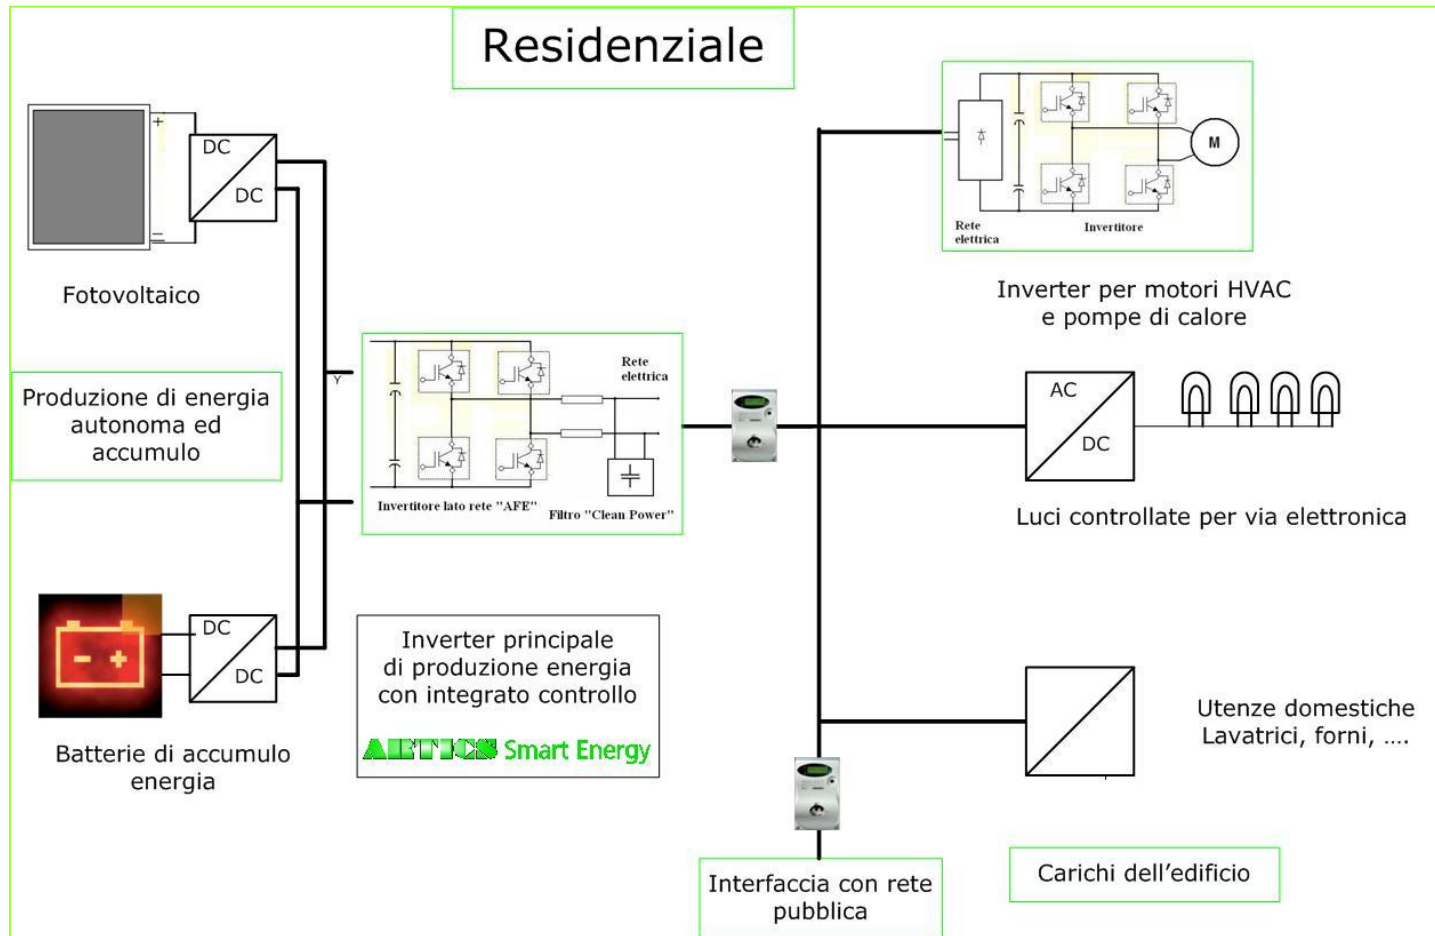 Residenziale
DC
DC
+
−
Fotovoltaico
Produzione di energia
autonoma ed
accumulo
Y
Rete
elettrica
Invertitore lato rete "AFE"
Filtro "Clean Power"
DC
DC
- +
Batterie di accumulo
energia
Inverter principale
di produzione energia
con integrato controllo
ARTICS Smart Energy
M
Rete
elettrica
Invertitore
Inverter per motori HVAC
e pompe di calore
AC
DC
Luci controllate per via elettronica
Utenze domestiche
Lavatrici, forni, ....
Interfaccia con rete
pubblica
Carichi dell'edificio